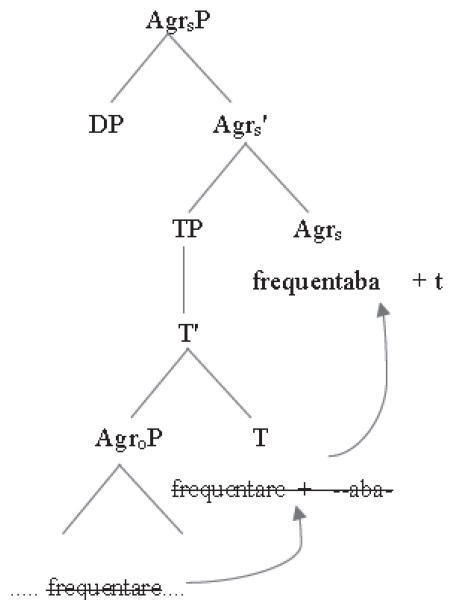 AgrₛP
DP Agrₛ'
TP Agrₛ
frequentaba + t
T'
AgrₒP T
frequentare + --aba-
..... frequentare....